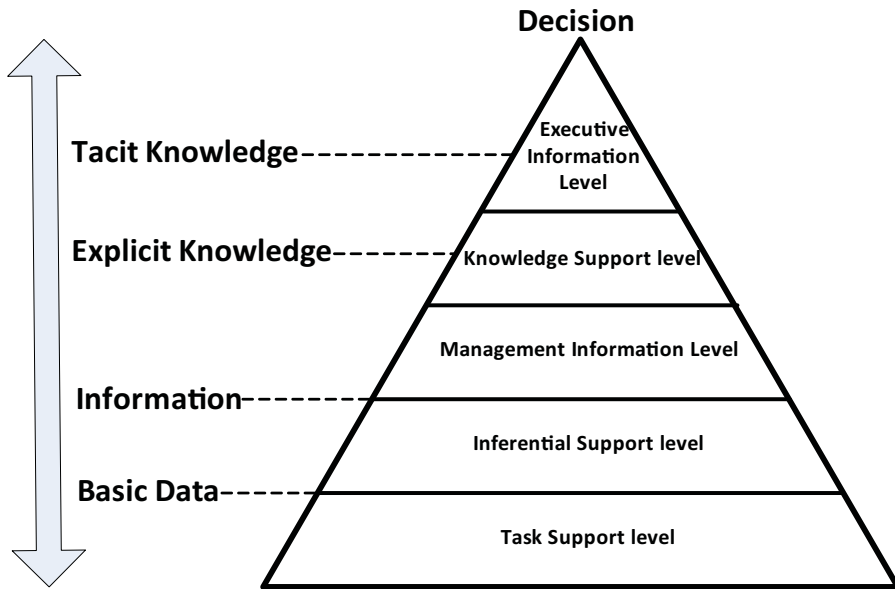 Decision
Tacit Knowledge
Executive
Information
Level
Explicit Knowledge
Knowledge Support level
Management Information Level
Information
Inferential Support level
Basic Data
Task Support level